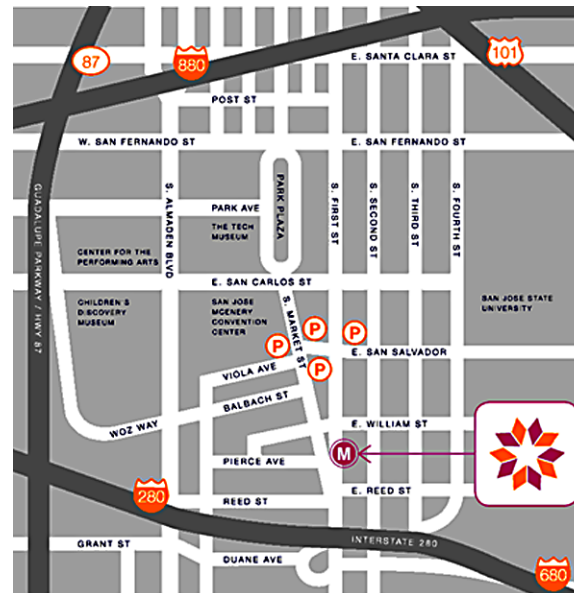 E. SANTA CLARA ST
101
87
880
POST ST
W. SAN FERNANDO ST
E. SAN FERNANDO ST
GUADALUPE PARKWAY / HWY 87
S. ALMADEN BLVD
PARK PLAZA
S. FIRST ST
S. SECOND ST
S. THIRD ST
S. FOURTH ST
PARK AVE
THE TECH
MUSEUM
CENTER FOR THE
PERFORMING ARTS
E. SAN CARLOS ST
CHILDREN'S
DISCOVERY
MUSEUM
SAN JOSE
MCENERY
CONVENTION
CENTER
S. MARKET ST
SAN JOSE STATE
UNIVERSITY
P
P
P
P
E. SAN SALVADOR
VIOLA AVE
BALBACH ST
WOZ WAY
E. WILLIAM ST
M
PIERCE AVE
280
REED ST
E. REED ST
GRANT ST
INTERSTATE 280
DUANE AVE
680